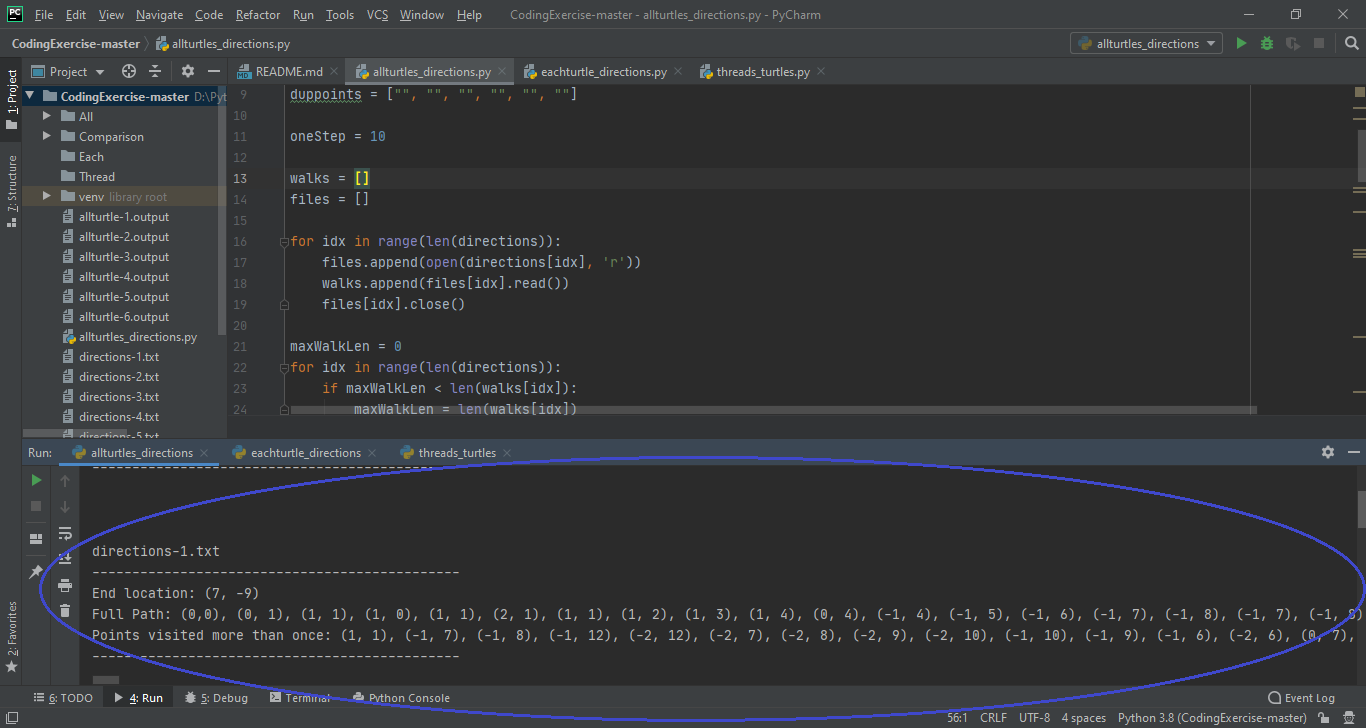 PC File Edit View Navigate Code Refactor Run Tools VCS Window Help CodingExercise-master - allturtles_directions.py - PyCharm
CodingExercise-master allturtles_directions.py allturtles_directions
1: Project
7: Structure
2: Favorites
Project README.md allturtles_directions.py eachturtle_directions.py threads_turtles.py
CodingExercise-master D:\Pyt
All
Comparison
Each
Thread
venv library root
allturtle-1.output
allturtle-2.output
allturtle-3.output
allturtle-4.output
allturtle-5.output
allturtle-6.output
allturtles_directions.py
directions-1.txt
directions-2.txt
directions-3.txt
directions-4.txt
directions-5.txt
9 duppoints = ["", "", "", "", "", ""]
10
11 oneStep = 10
12
13 walks = []
14 files = []
15
16 for idx in range(len(directions)):
17 files.append(open(directions[idx], 'r'))
18 walks.append(files[idx].read())
19 files[idx].close()
20
21 maxWalkLen = 0
22 for idx in range(len(directions)):
23 if maxWalkLen < len(walks[idx]):
24 maxWalkLen = len(walks[idx])
Run: allturtles_directions eachturtle_directions threads_turtles
----------------------------------------------
directions-1.txt
----------------------------------------------
End location: (7, -9)
Full Path: (0,0), (0, 1), (1, 1), (1, 0), (1, 1), (2, 1), (1, 1), (1, 2), (1, 3), (1, 4), (0, 4), (-1, 4), (-1, 5), (-1, 6), (-1, 7), (-1, 8), (-1, 7), (-1, 8)
Points visited more than once: (1, 1), (-1, 7), (-1, 8), (-1, 12), (-2, 12), (-2, 7), (-2, 8), (-2, 9), (-2, 10), (-1, 10), (-1, 9), (-1, 6), (-2, 6), (0, 7),
----------------------------------------------
6: TODO 4: Run 5: Debug Terminal Python Console Event Log
56:1 CRLF UTF-8 4 spaces Python 3.8 (CodingExercise-master)